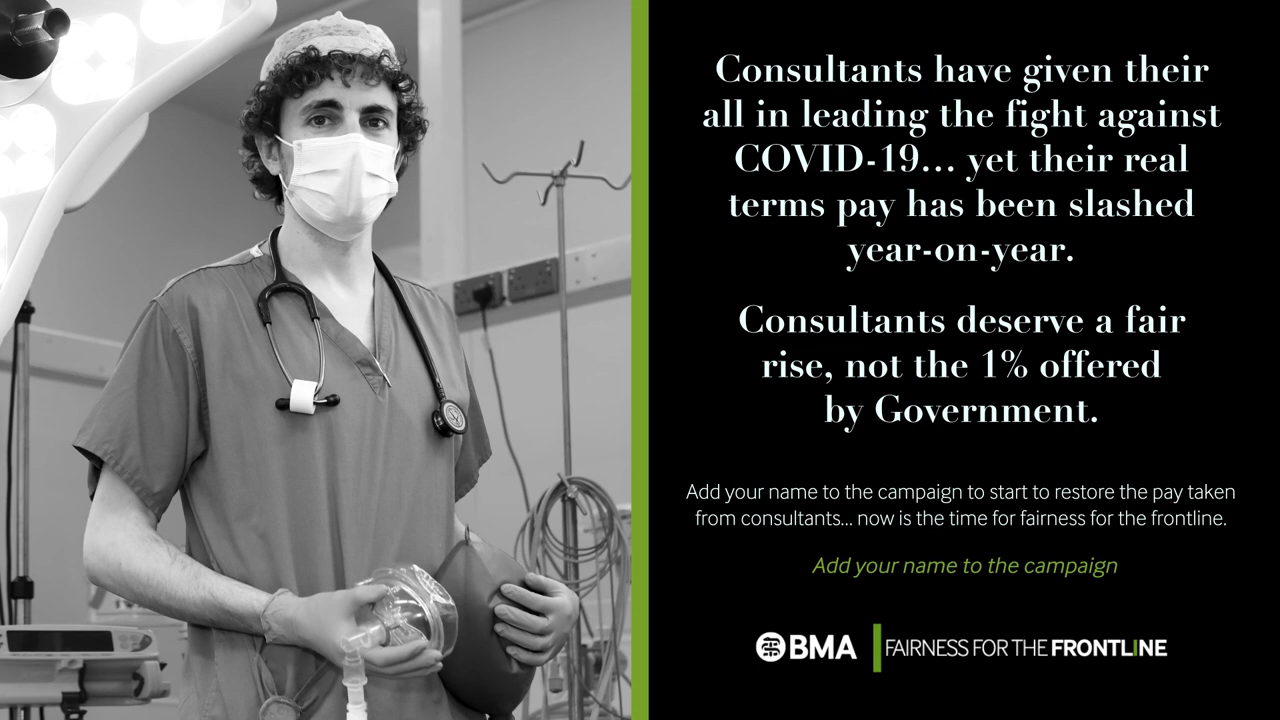 Consultants have given their
all in leading the fight against
COVID-19... yet their real
terms pay has been slashed
year-on-year.
Consultants deserve a fair
rise, not the 1% offered
by Government.
Add your name to the campaign to start to restore the pay taken
from consultants... now is the time for fairness for the frontline.
Add your name to the campaign
BMA FAIRNESS FOR THE FRONTLINE